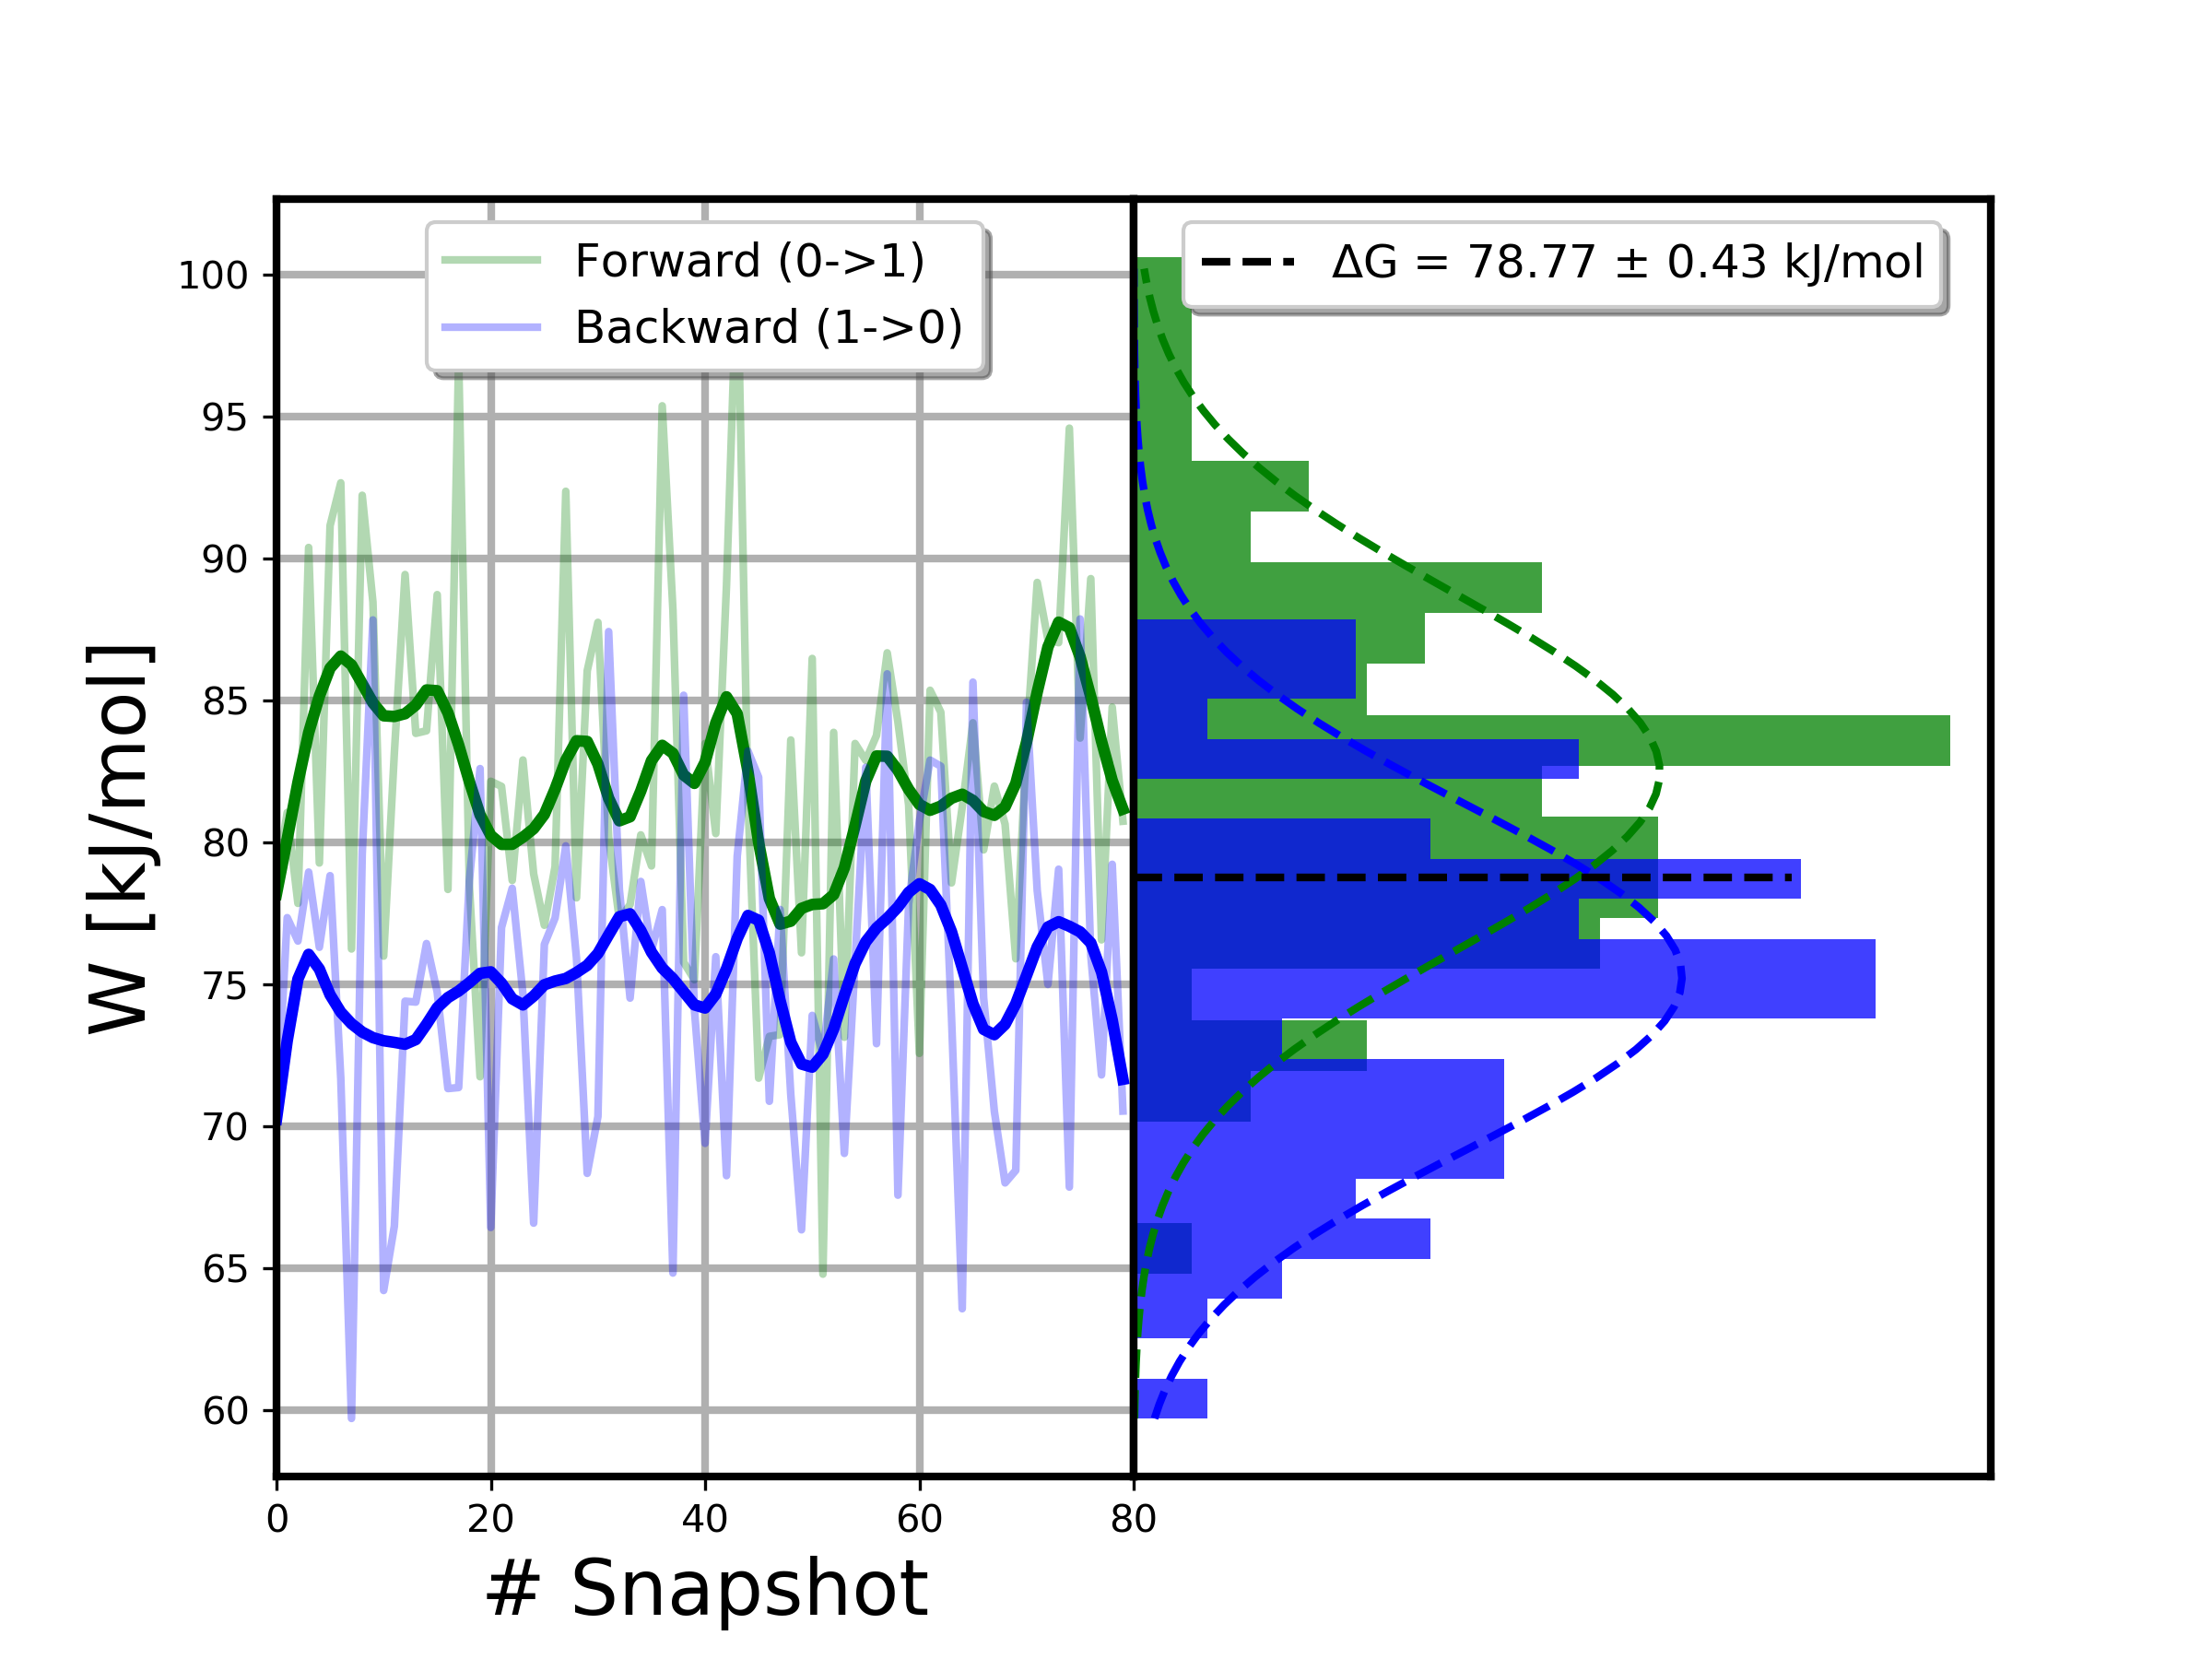 Forward (0->1)
Backward (1->0)
ΔG = 78.77 ± 0.43 kJ/mol
W [kJ/mol]
100
95
90
85
80
75
70
65
60
0 20 40 60 80
# Snapshot